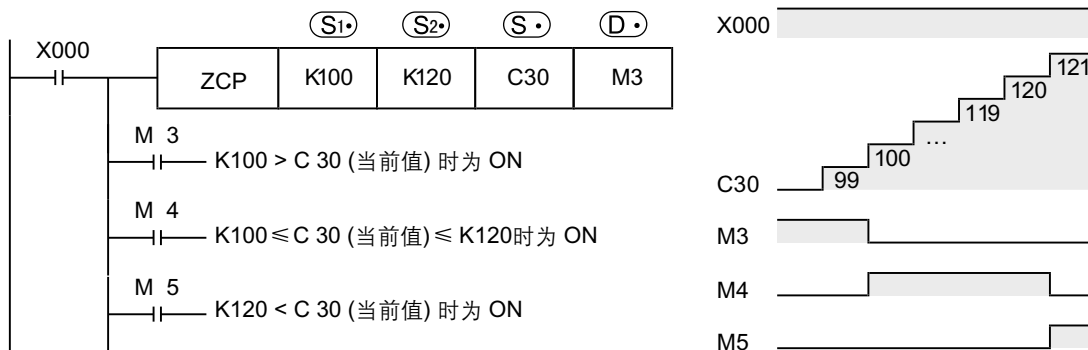 S1· S2· S· D·
X000
ZCP K100 K120 C30 M3
M 3
K100 > C 30 (当前值) 时为 ON
M 4
K100≤C 30 (当前值)≤ K120时为 ON
M 5
K120 < C 30 (当前值) 时为 ON
X000
121
120
119
…
100
99
C30
M3
M4
M5